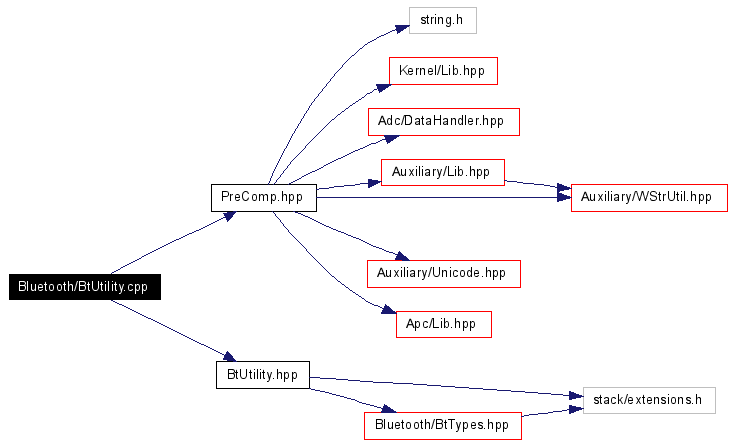 string.h
Kernel/Lib.hpp
Adc/DataHandler.hpp
Auxiliary/Lib.hpp
PreComp.hpp
Auxiliary/WStrUtil.hpp
Auxiliary/Unicode.hpp
Bluetooth/BtUtility.cpp
Apc/Lib.hpp
BtUtility.hpp
stack/extensions.h
Bluetooth/BtTypes.hpp